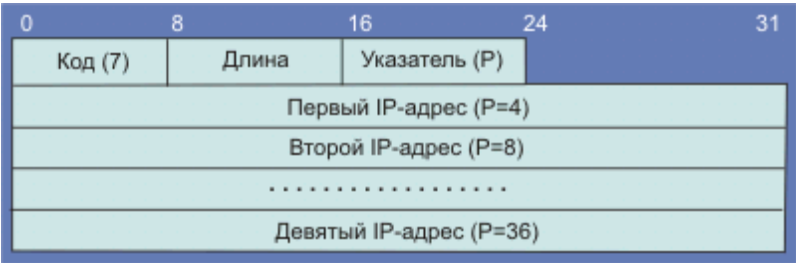 0 8 16 24 31
Код (7) Длина Указатель (P)
Первый IP-адрес (P=4)
Второй IP-адрес (P=8)
. . . . . . . . . . . . . . . . . .
Девятый IP-адрес (P=36)